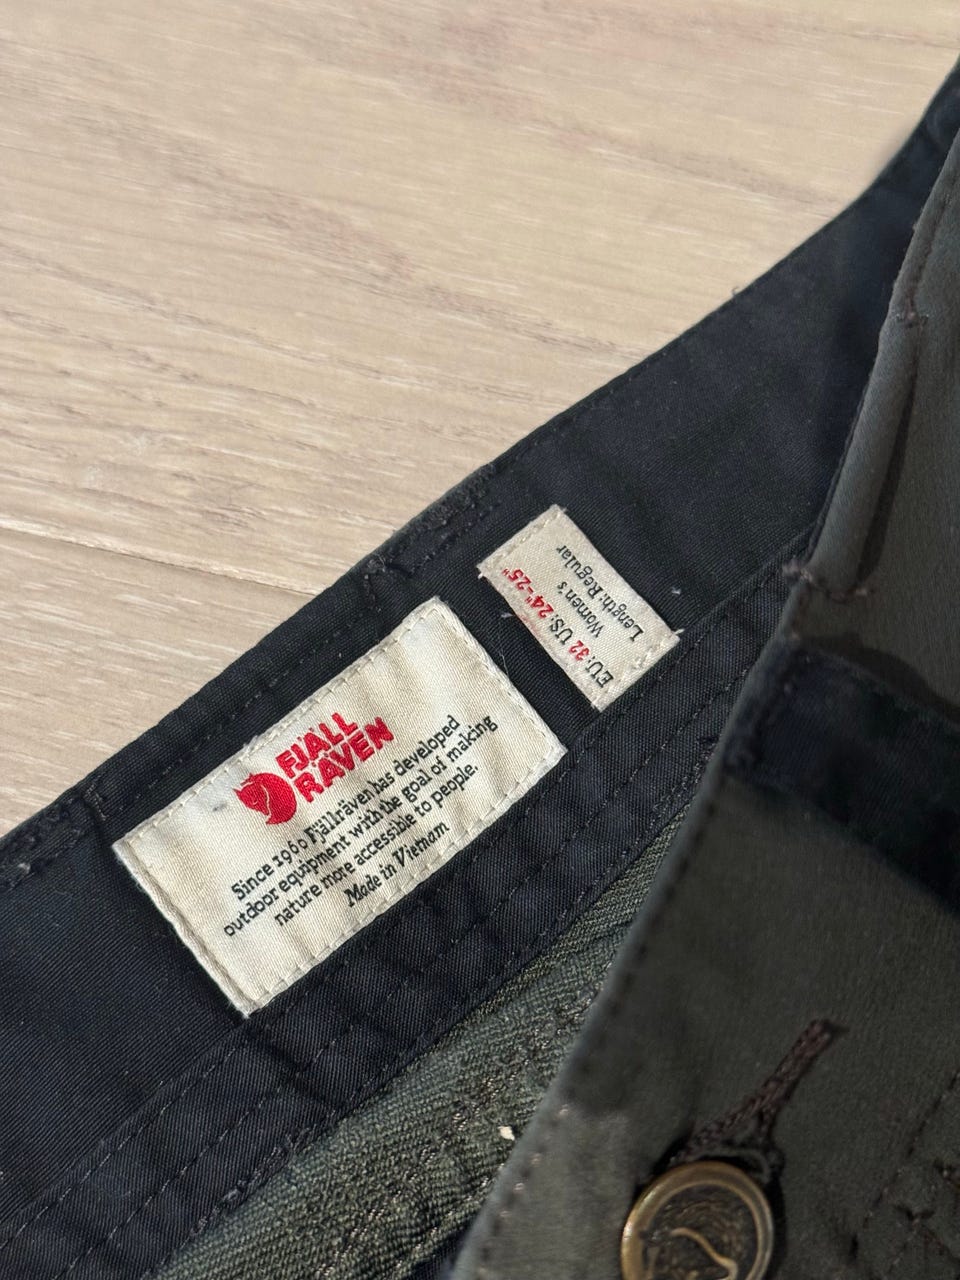 FJÄLL
RÄVEN
Since 1960 Fjällräven has developed
outdoor equipment with the goal of making
nature more accessible to people.
Made in Vietnam
EU: 32 US: 24"-25"
Women's
Length: Regular